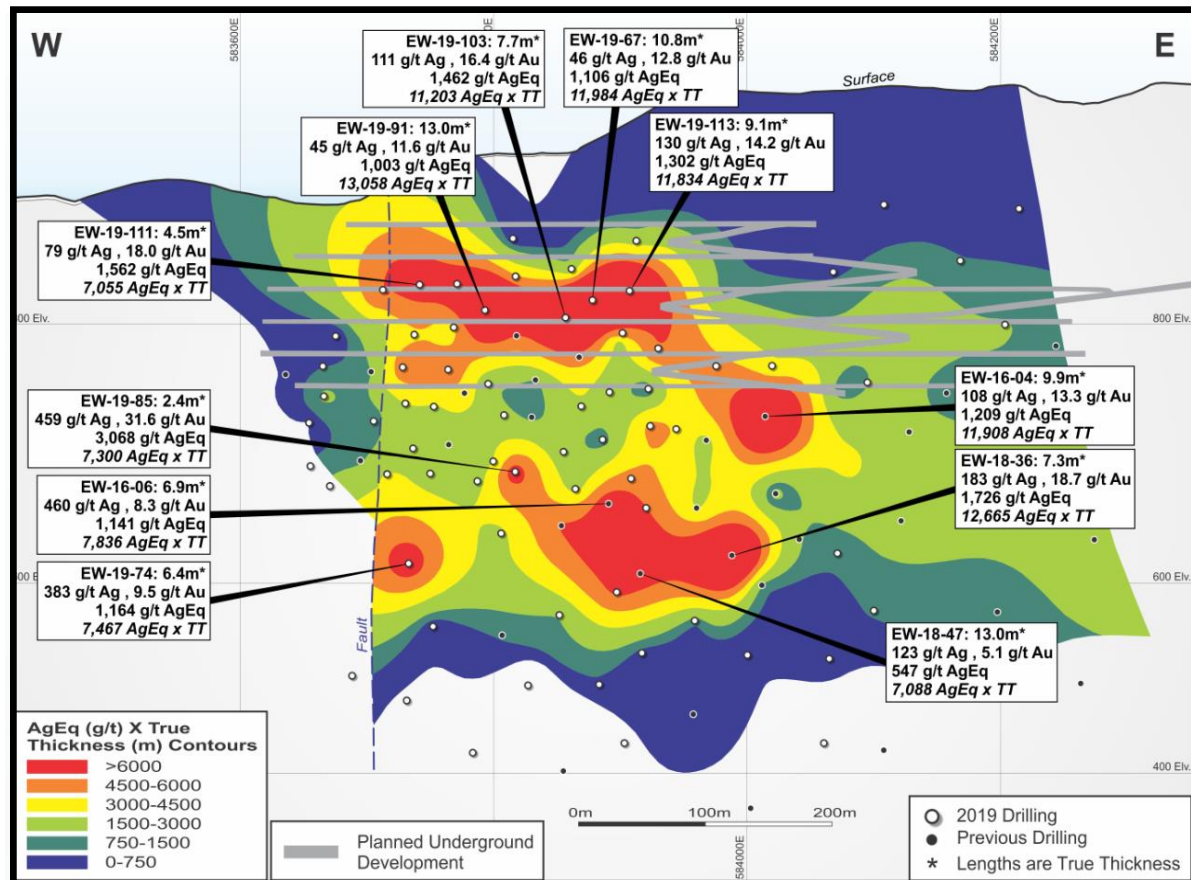 W
E
583600E
584000E
584200E
Surface
EW-19-103: 7.7m*
111 g/t Ag , 16.4 g/t Au
1,462 g/t AgEq
11,203 AgEq x TT
EW-19-67: 10.8m*
46 g/t Ag , 12.8 g/t Au
1,106 g/t AgEq
11,984 AgEq x TT
EW-19-91: 13.0m*
45 g/t Ag , 11.6 g/t Au
1,003 g/t AgEq
13,058 AgEq x TT
EW-19-113: 9.1m*
130 g/t Ag , 14.2 g/t Au
1,302 g/t AgEq
11,834 AgEq x TT
EW-19-111: 4.5m*
79 g/t Ag , 18.0 g/t Au
1,562 g/t AgEq
7,055 AgEq x TT
00 Elv.
800 Elv.
EW-19-85: 2.4m*
459 g/t Ag , 31.6 g/t Au
3,068 g/t AgEq
7,300 AgEq x TT
EW-16-04: 9.9m*
108 g/t Ag , 13.3 g/t Au
1,209 g/t AgEq
11,908 AgEq x TT
EW-16-06: 6.9m*
460 g/t Ag , 8.3 g/t Au
1,141 g/t AgEq
7,836 AgEq x TT
EW-18-36: 7.3m*
183 g/t Ag , 18.7 g/t Au
1,726 g/t AgEq
12,665 AgEq x TT
EW-19-74: 6.4m*
383 g/t Ag , 9.5 g/t Au
1,164 g/t AgEq
7,467 AgEq x TT
600 Elv.
Fault
EW-18-47: 13.0m*
123 g/t Ag , 5.1 g/t Au
547 g/t AgEq
7,088 AgEq x TT
400 Elv.
AgEq (g/t) X True
Thickness (m) Contours
>6000
4500-6000
3000-4500
1500-3000
750-1500
0-750
Planned Underground
Development
0m 100m 200m
584000E
2019 Drilling
Previous Drilling
* Lengths are True Thickness